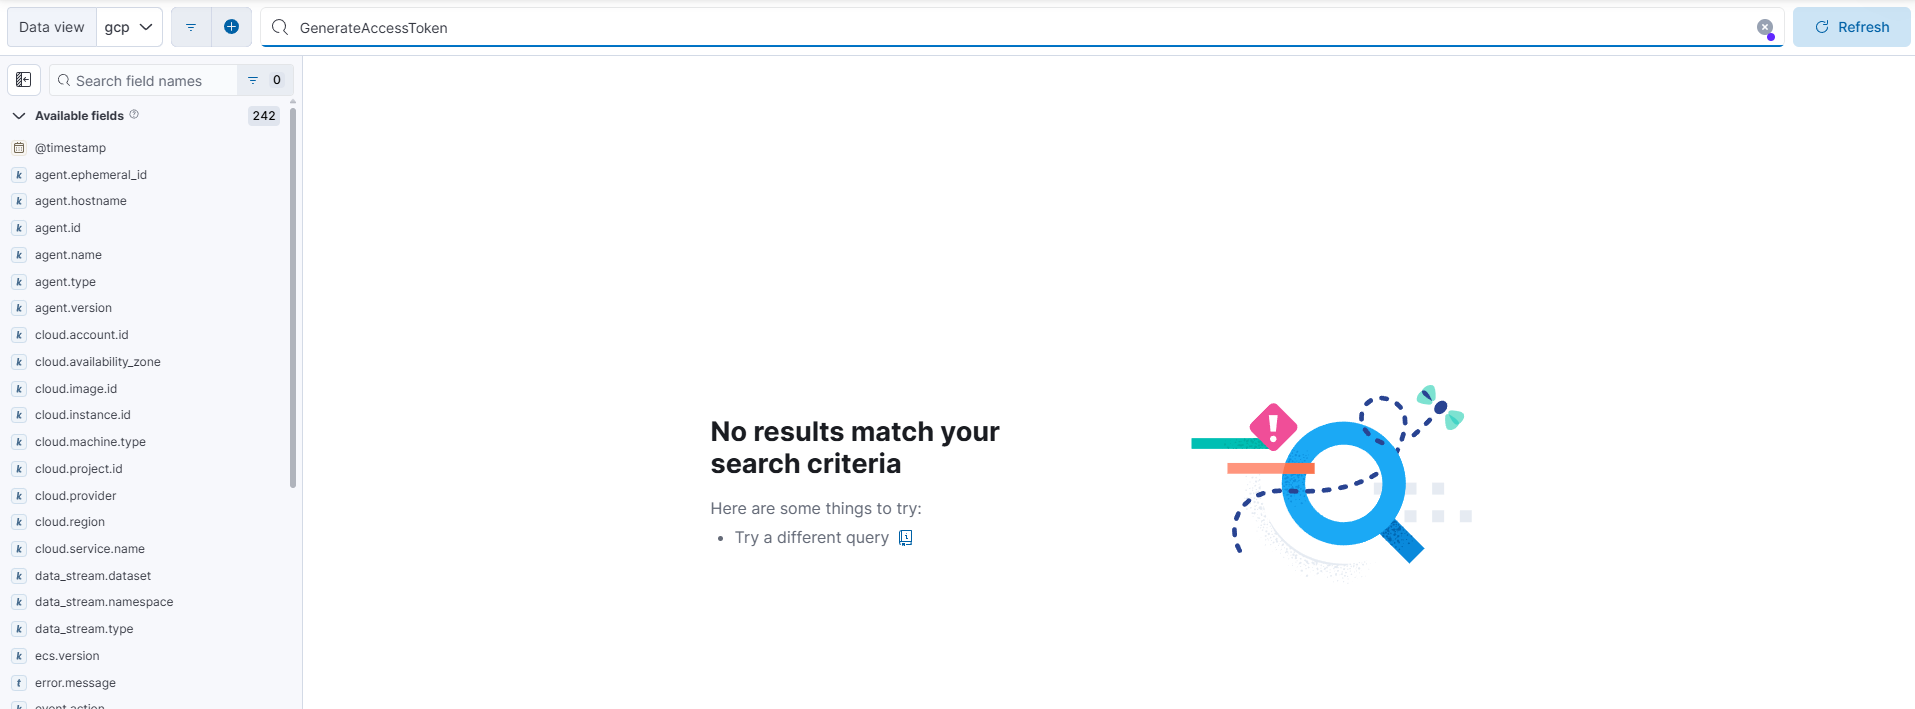 Data view gcp GenerateAccessToken Refresh
Search field names 0
Available fields 242
@timestamp
k agent.ephemeral_id
k agent.hostname
k agent.id
k agent.name
k agent.type
k agent.version
k cloud.account.id
k cloud.availability_zone
k cloud.image.id
k cloud.instance.id
k cloud.machine.type
k cloud.project.id
k cloud.provider
k cloud.region
k cloud.service.name
k data_stream.dataset
k data_stream.namespace
k data_stream.type
k ecs.version
t error.message
k event.action
No results match your
search criteria
Here are some things to try:
• Try a different query